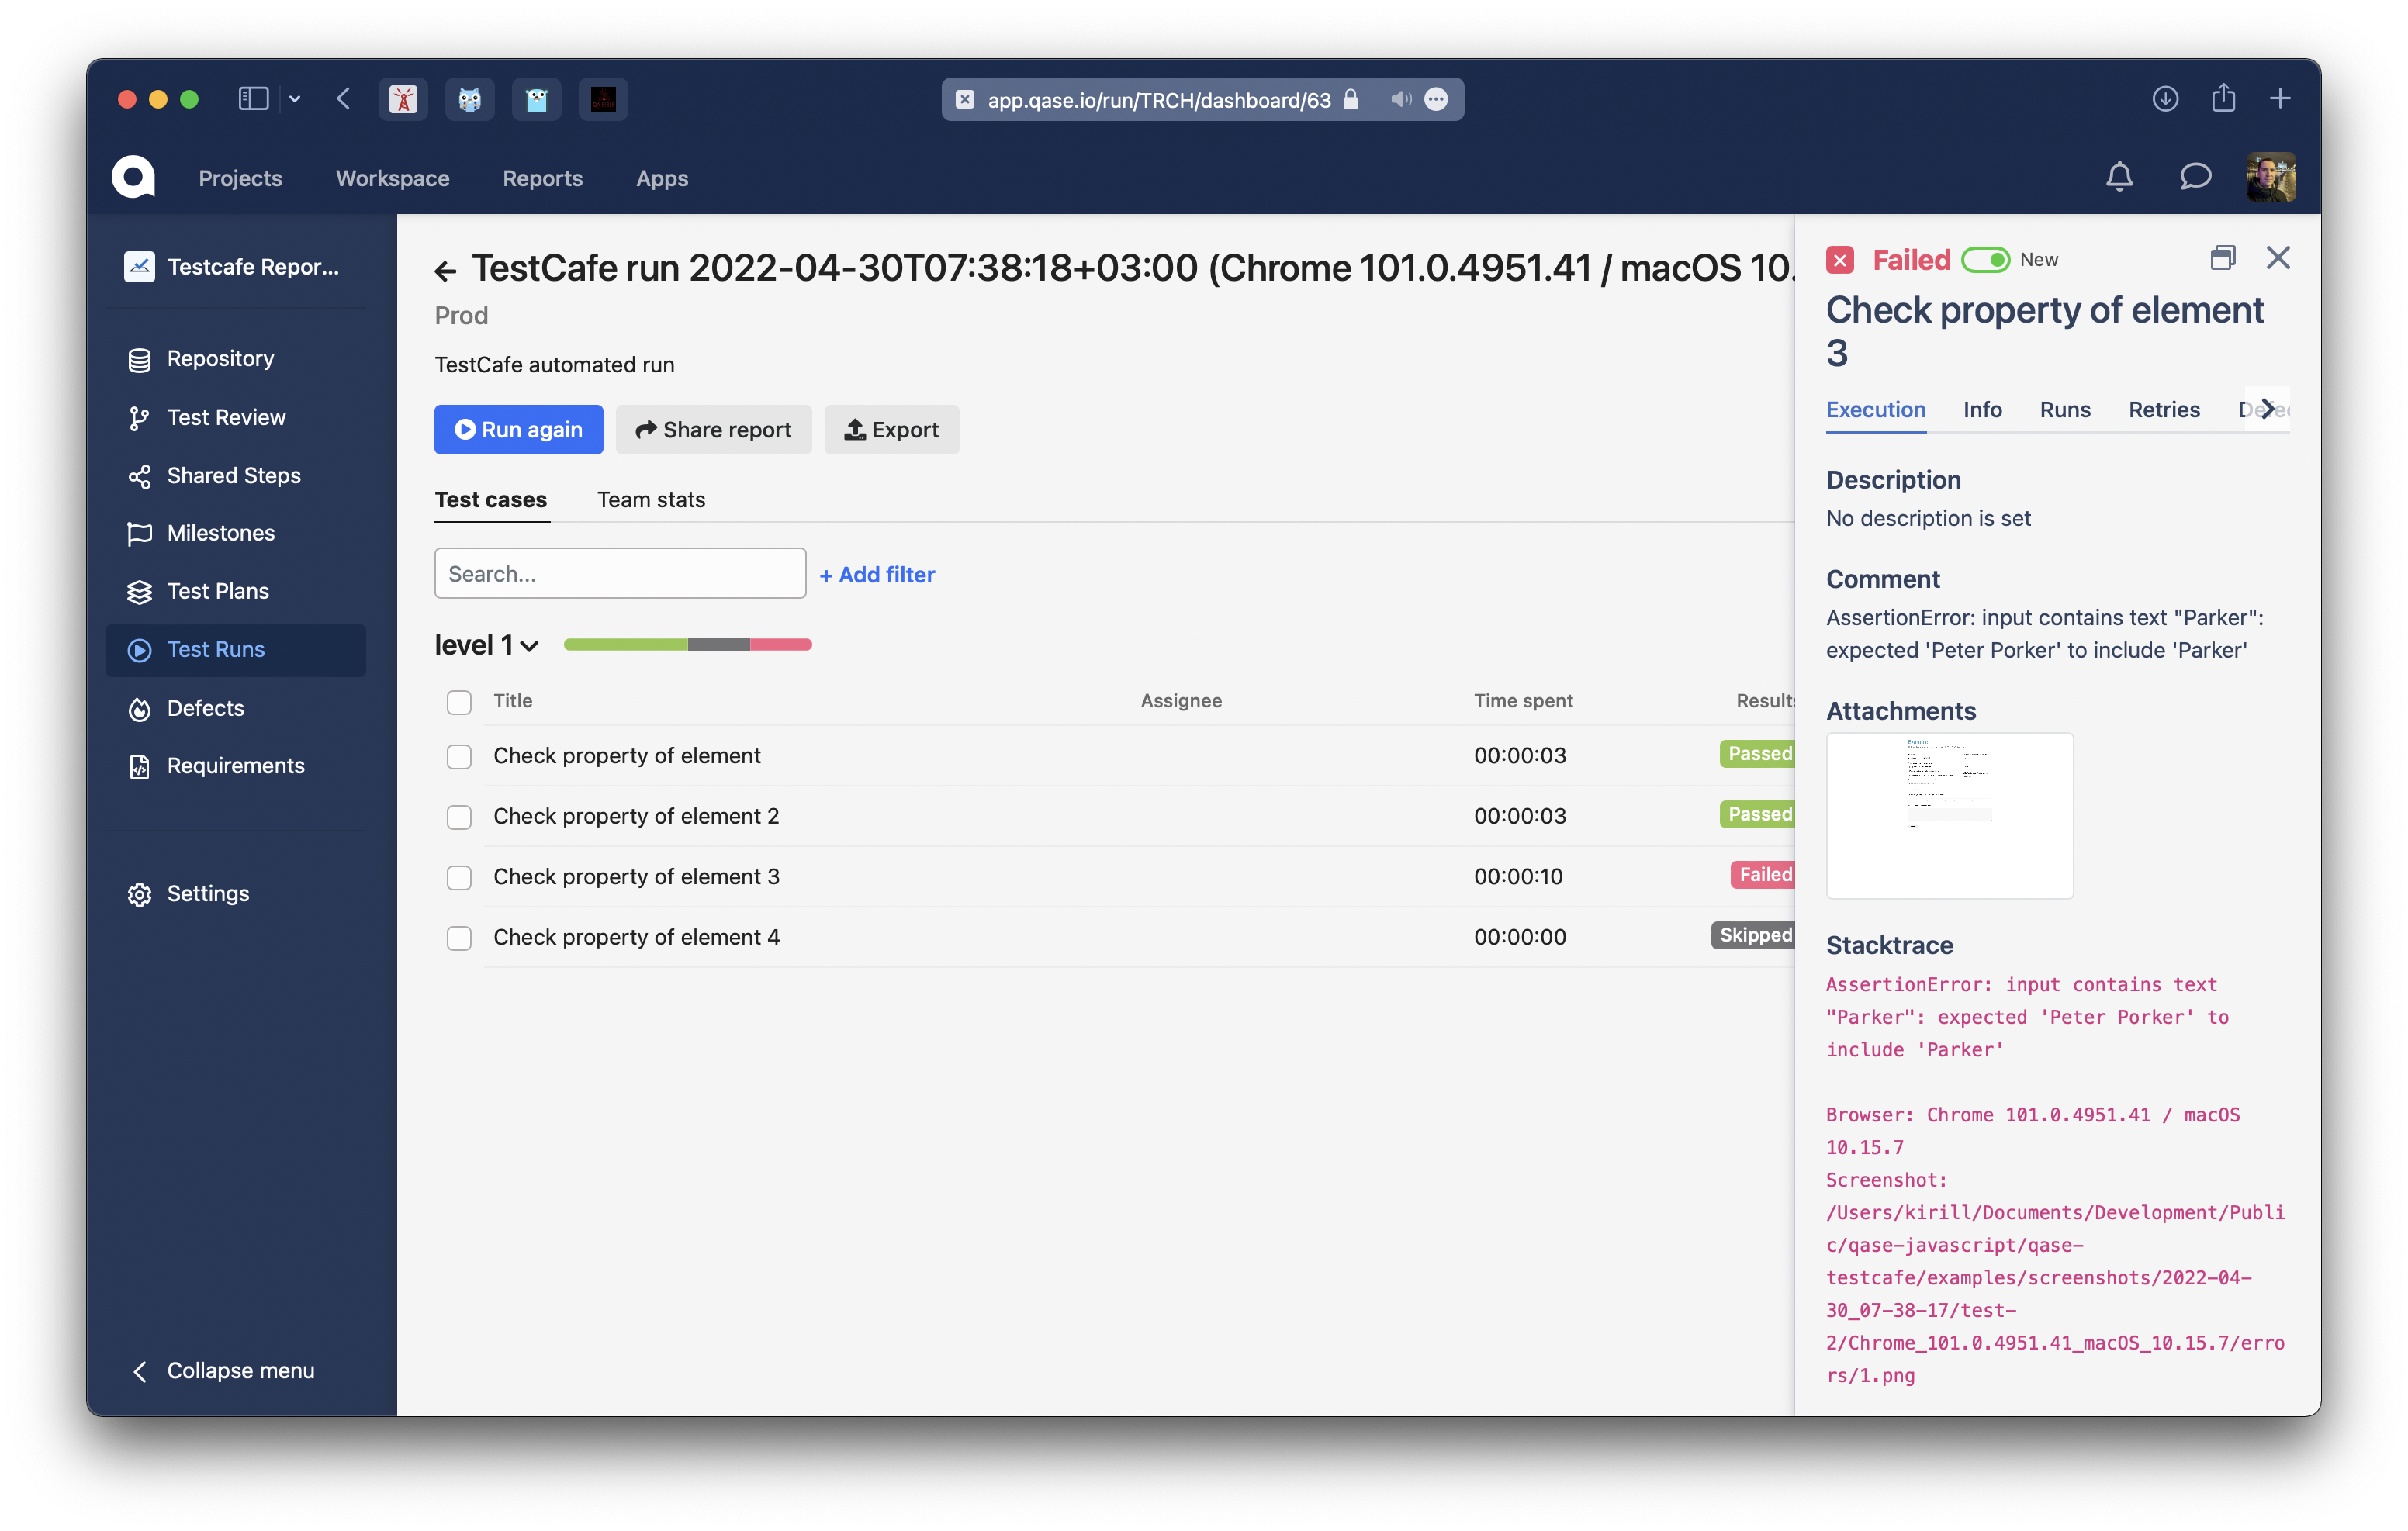 app.qase.io/run/TRCH/dashboard/63
Projects
Workspace
Reports
Apps
Testcafe Repor...
Repository
Test Review
Shared Steps
Milestones
Test Plans
Test Runs
Defects
Requirements
Settings
Collapse menu
TestCafe run 2022-04-30T07:38:18+03:00 (Chrome 101.0.4951.41 / macOS 10.
Prod
TestCafe automated run
Run again
Share report
Export
Test cases
Team stats
Search...
+ Add filter
level 1
Title Assignee Time spent Results
Check property of element 00:00:03 Passed
Check property of element 2 00:00:03 Passed
Check property of element 3 00:00:10 Failed
Check property of element 4 00:00:00 Skipped
Failed New
Check property of element
3
Execution Info Runs Retries Defec
Description
No description is set
Comment
AssertionError: input contains text "Parker":
expected 'Peter Porker' to include 'Parker'
Attachments
Stacktrace
AssertionError: input contains text
"Parker": expected 'Peter Porker' to
include 'Parker'
Browser: Chrome 101.0.4951.41 / macOS
10.15.7
Screenshot:
/Users/kirill/Documents/Development/Publi
c/qase-javascript/qase-
testcafe/examples/screenshots/2022-04-
30_07-38-17/test-
2/Chrome_101.0.4951.41_macOS_10.15.7/erro
rs/1.png